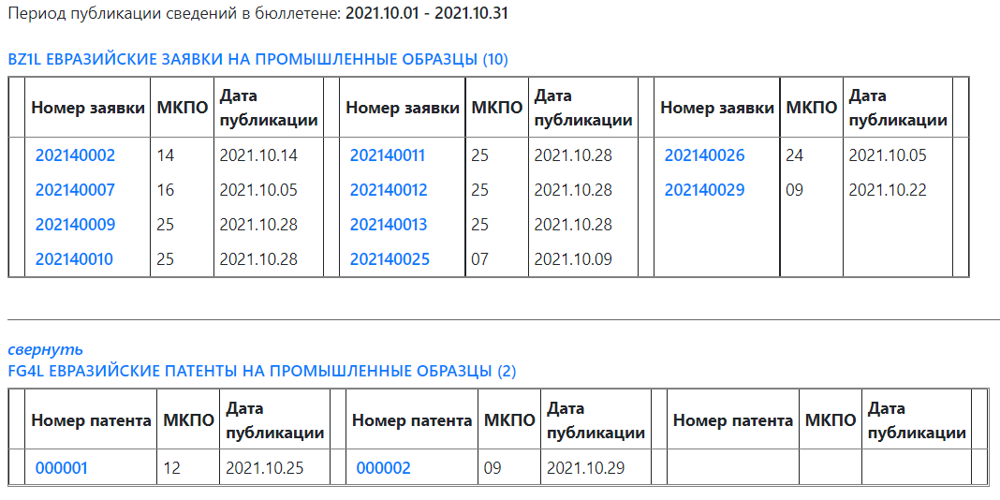 Период публикации сведений в бюллетене: 2021.10.01 - 2021.10.31
BZ1L ЕВРАЗИЙСКИЕ ЗАЯВКИ НА ПРОМЫШЛЕННЫЕ ОБРАЗЦЫ (10)
Номер заявки МКПО Дата публикации Номер заявки МКПО Дата публикации Номер заявки МКПО Дата публикации
202140002 14 2021.10.14 202140011 25 2021.10.28 202140026 24 2021.10.05
202140007 16 2021.10.05 202140012 25 2021.10.28 202140029 09 2021.10.22
202140009 25 2021.10.28 202140013 25 2021.10.28
202140010 25 2021.10.28 202140025 07 2021.10.09
свернуть
FG4L ЕВРАЗИЙСКИЕ ПАТЕНТЫ НА ПРОМЫШЛЕННЫЕ ОБРАЗЦЫ (2)
Номер патента МКПО Дата публикации Номер патента МКПО Дата публикации Номер патента МКПО Дата публикации
000001 12 2021.10.25 000002 09 2021.10.29